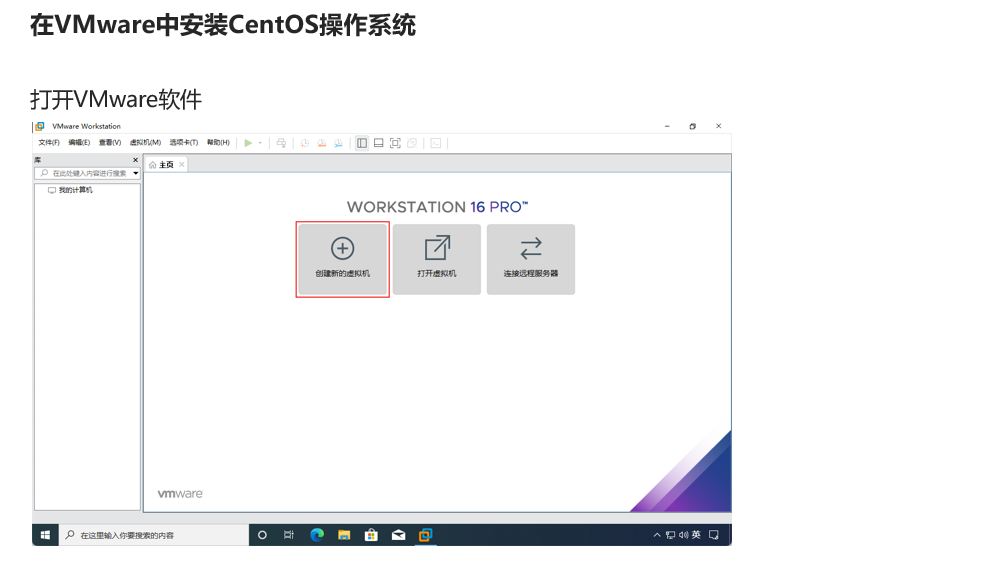 在VMware中安装CentOS操作系统
打开VMware软件
VMware Workstation
文件(F) 编辑(E) 查看(V) 虚拟机(M) 选项卡(T) 帮助(H)
库
在此处键入内容进行搜索
我的计算机
主页
WORKSTATION 16 PRO™
创建新的虚拟机
打开虚拟机
连接远程服务器
vmware
在这里输入你要搜索的内容
英